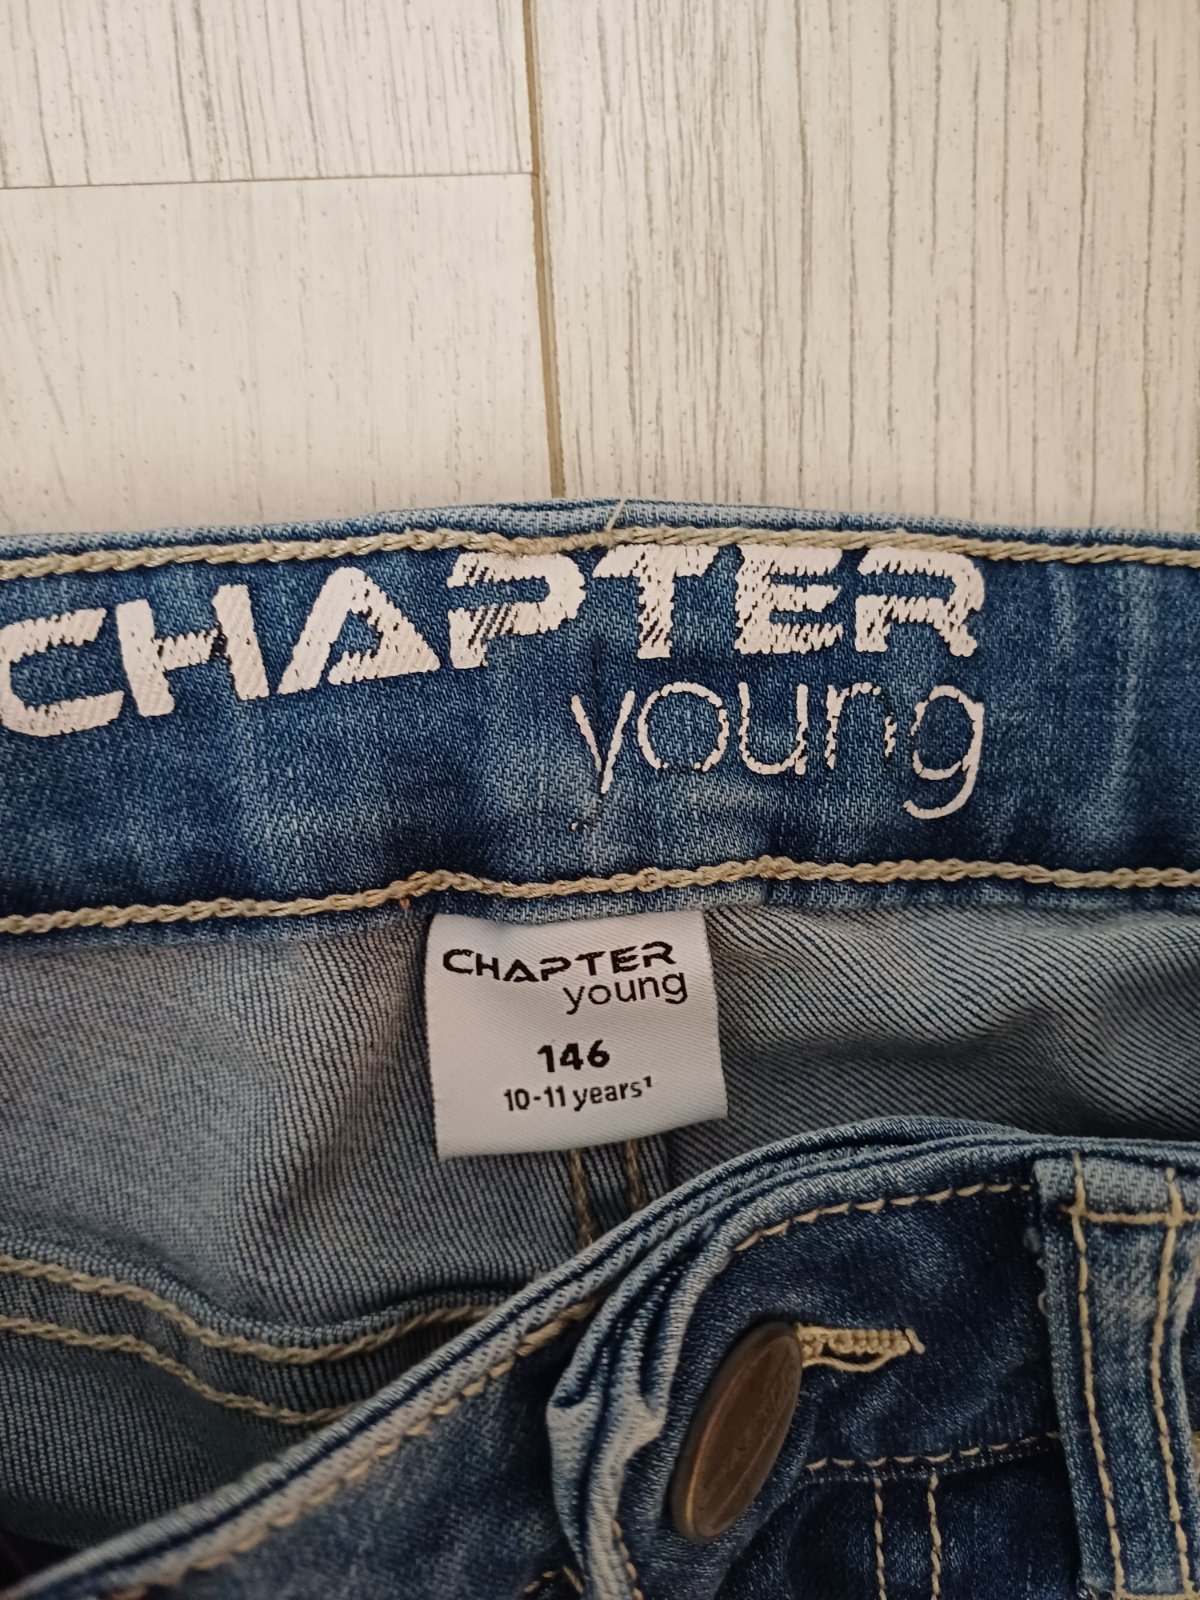 CHAPTER
young
CHAPTER
young
146
10-11 years¹